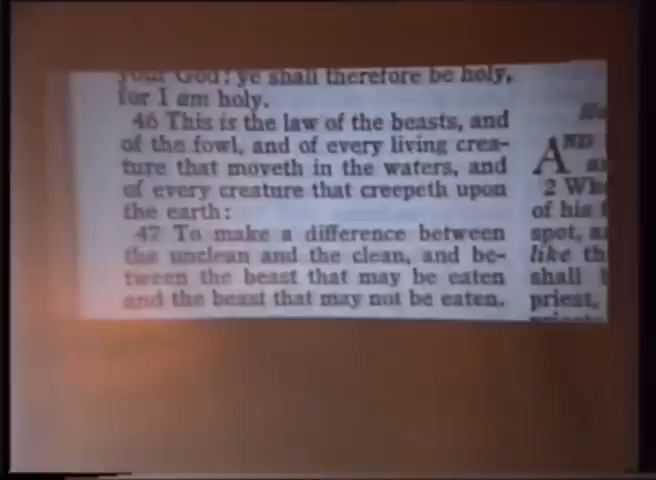 your God: ye shall therefore be holy,
for I am holy.
46 This is the law of the beasts, and
of the fowl, and of every living crea-
ture that moveth in the waters, and
of every creature that creepeth upon
the earth:
47 To make a difference between
the unclean and the clean, and be-
tween the beast that may be eaten
and the beast that may not be eaten.
AND
2 Wh
of his
spot, a
like th
shall
priest,